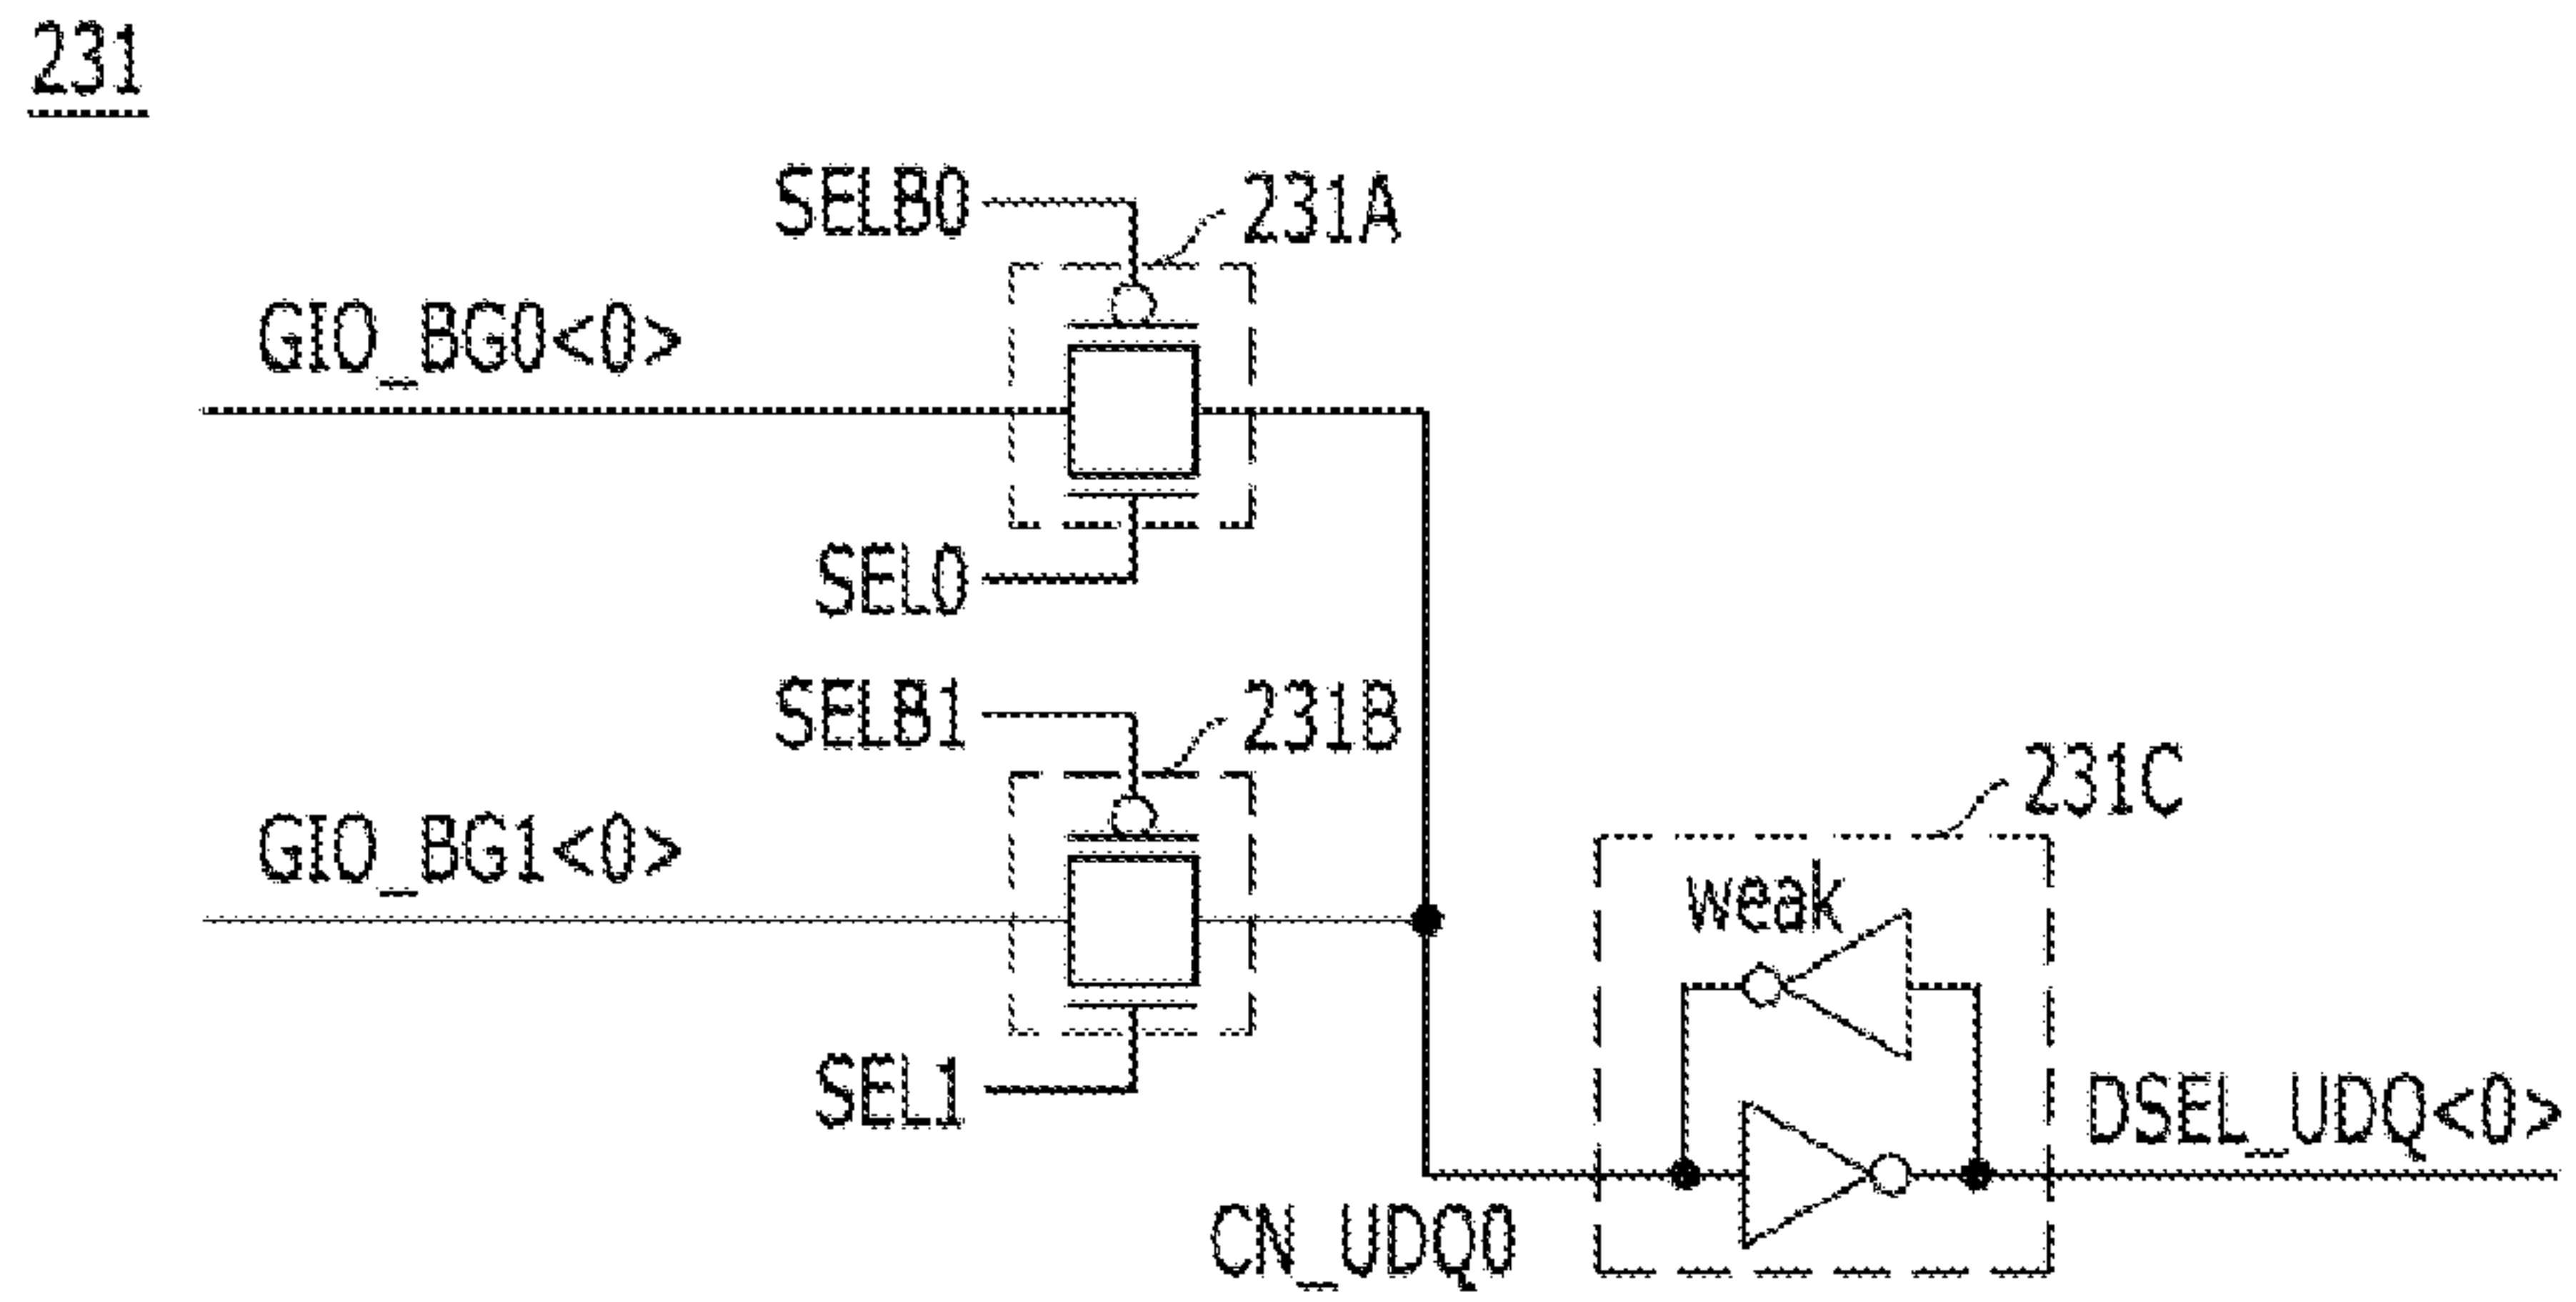 231
SELB0
231A
GIO_BG0<0>
SEL0
SELB1
231B
GIO_BG1<0>
231C
weak
SEL1
DSEL_UDQ<0>
CN_UDQ0